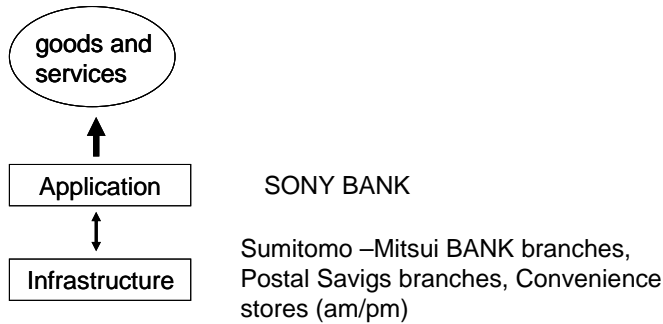 goods and
services
Application
SONY BANK
Infrastructure
Sumitomo –Mitsui BANK branches,
Postal Savigs branches, Convenience
stores (am/pm)